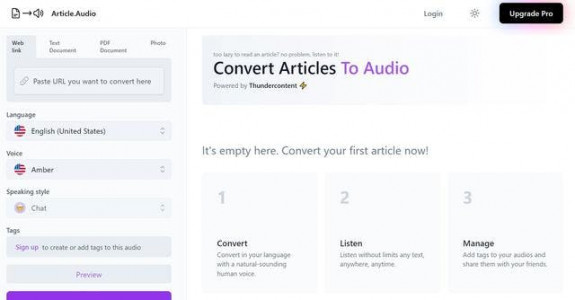 Article.Audio
Login
Upgrade Pro
Web link
Text Document
PDF Document
Photo
Paste URL you want to convert here
Language
English (United States)
Voice
Amber
Speaking style
Chat
Tags
Sign up to create or add tags to this audio
Preview
too lazy to read an article? no problem, listen to it!
Convert Articles To Audio
Powered by Thundercontent
It's empty here. Convert your first article now!
1
Convert
Convert in your language
with a natural-sounding
human voice.
2
Listen
Listen without limits any text,
anywhere, anytime.
3
Manage
Add tags to your audios and
share them with your friends.